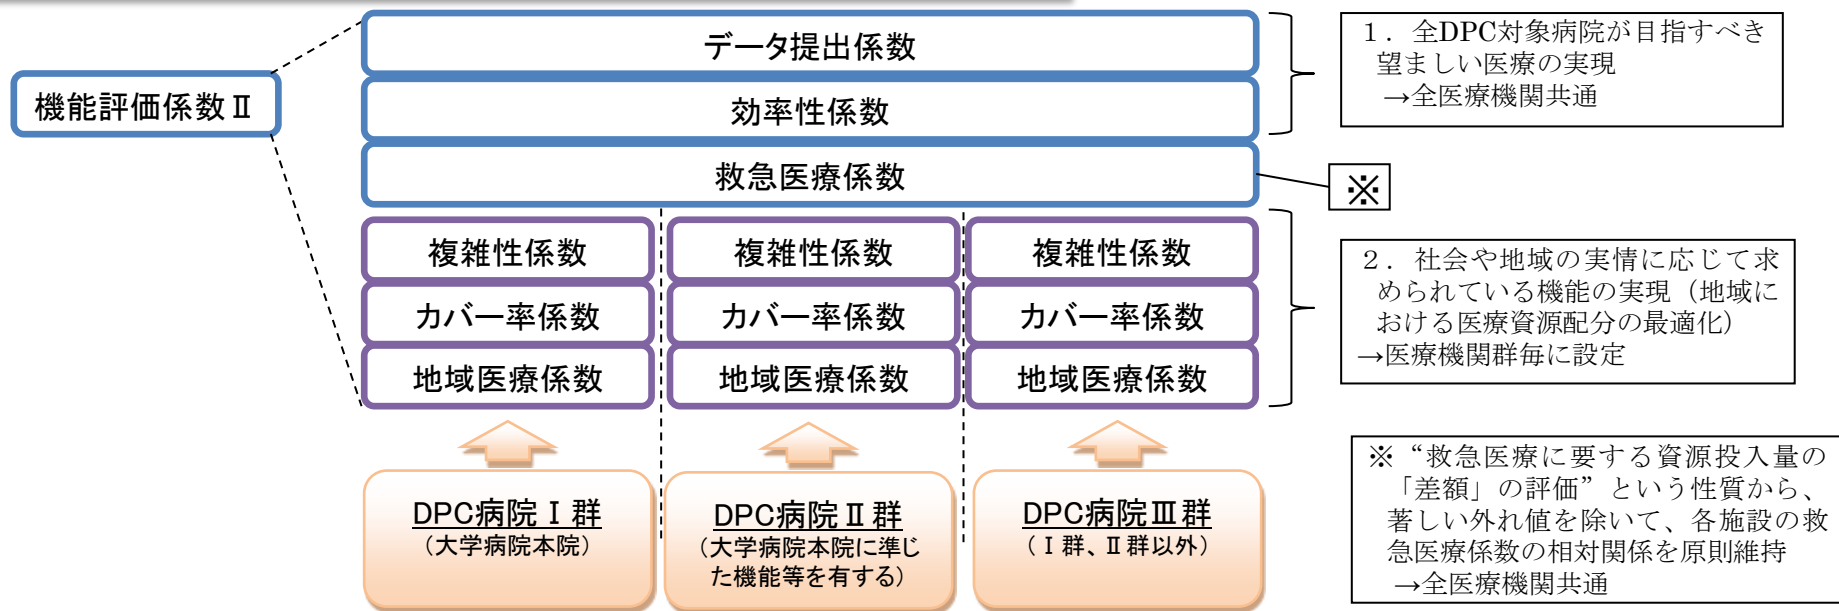 機能評価係数Ⅱ
データ提出係数
効率性係数
救急医療係数
複雑性係数
複雑性係数
複雑性係数
カバー率係数
カバー率係数
カバー率係数
地域医療係数
地域医療係数
地域医療係数
DPC病院Ⅰ群
(大学病院本院)
DPC病院Ⅱ群
(大学病院本院に準じ
た機能等を有する)
DPC病院Ⅲ群
(Ⅰ群、Ⅱ群以外)
1．全DPC対象病院が目指すべき
望ましい医療の実現
→全医療機関共通
※
2．社会や地域の実情に応じて求
められている機能の実現（地域に
おける医療資源配分の最適化）
→医療機関群毎に設定
※“救急医療に要する資源投入量の
「差額」の評価”という性質から、
著しい外れ値を除いて、各施設の救
急医療係数の相対関係を原則維持
→全医療機関共通